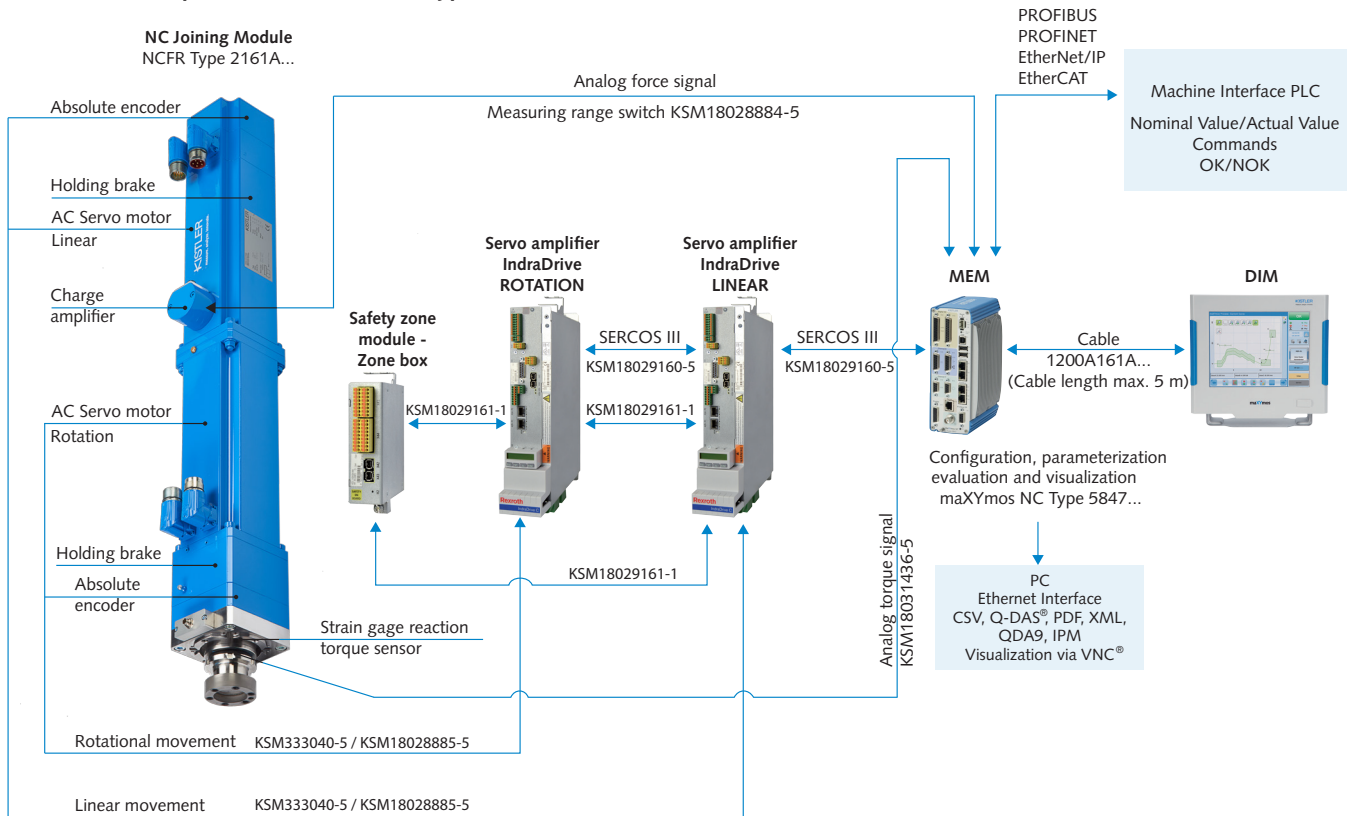 NC Joining Module
NCFR Type 2161A...
Absolute encoder
Holding brake
AC Servo motor
Linear
Charge
amplifier
AC Servo motor
Rotation
Holding brake
Absolute
encoder
Strain gage reaction
torque sensor
KISTLER
Analog force signal
Measuring range switch KSM18028884-5
PROFIBUS
PROFINET
EtherNet/IP
EtherCAT
Machine Interface PLC
Nominal Value/Actual Value
Commands
OK/NOK
Safety zone
module -
Zone box
Servo amplifier
IndraDrive
ROTATION
Servo amplifier
IndraDrive
LINEAR
MEM
DIM
SERCOS III
KSM18029160-5
SERCOS III
KSM18029160-5
KSM18029161-1
KSM18029161-1
KSM18029161-1
Rexroth
Rexroth
Cable
1200A161A...
(Cable length max. 5 m)
KISTLER
maXYmos
Configuration, parameterization
evaluation and visualization
maXYmos NC Type 5847...
PC
Ethernet Interface
CSV, Q-DAS®, PDF, XML,
QDA9, IPM
Visualization via VNC®
Analog torque signal
KSM18031436-5
Rotational movement KSM333040-5 / KSM18028885-5
Linear movement KSM333040-5 / KSM18028885-5